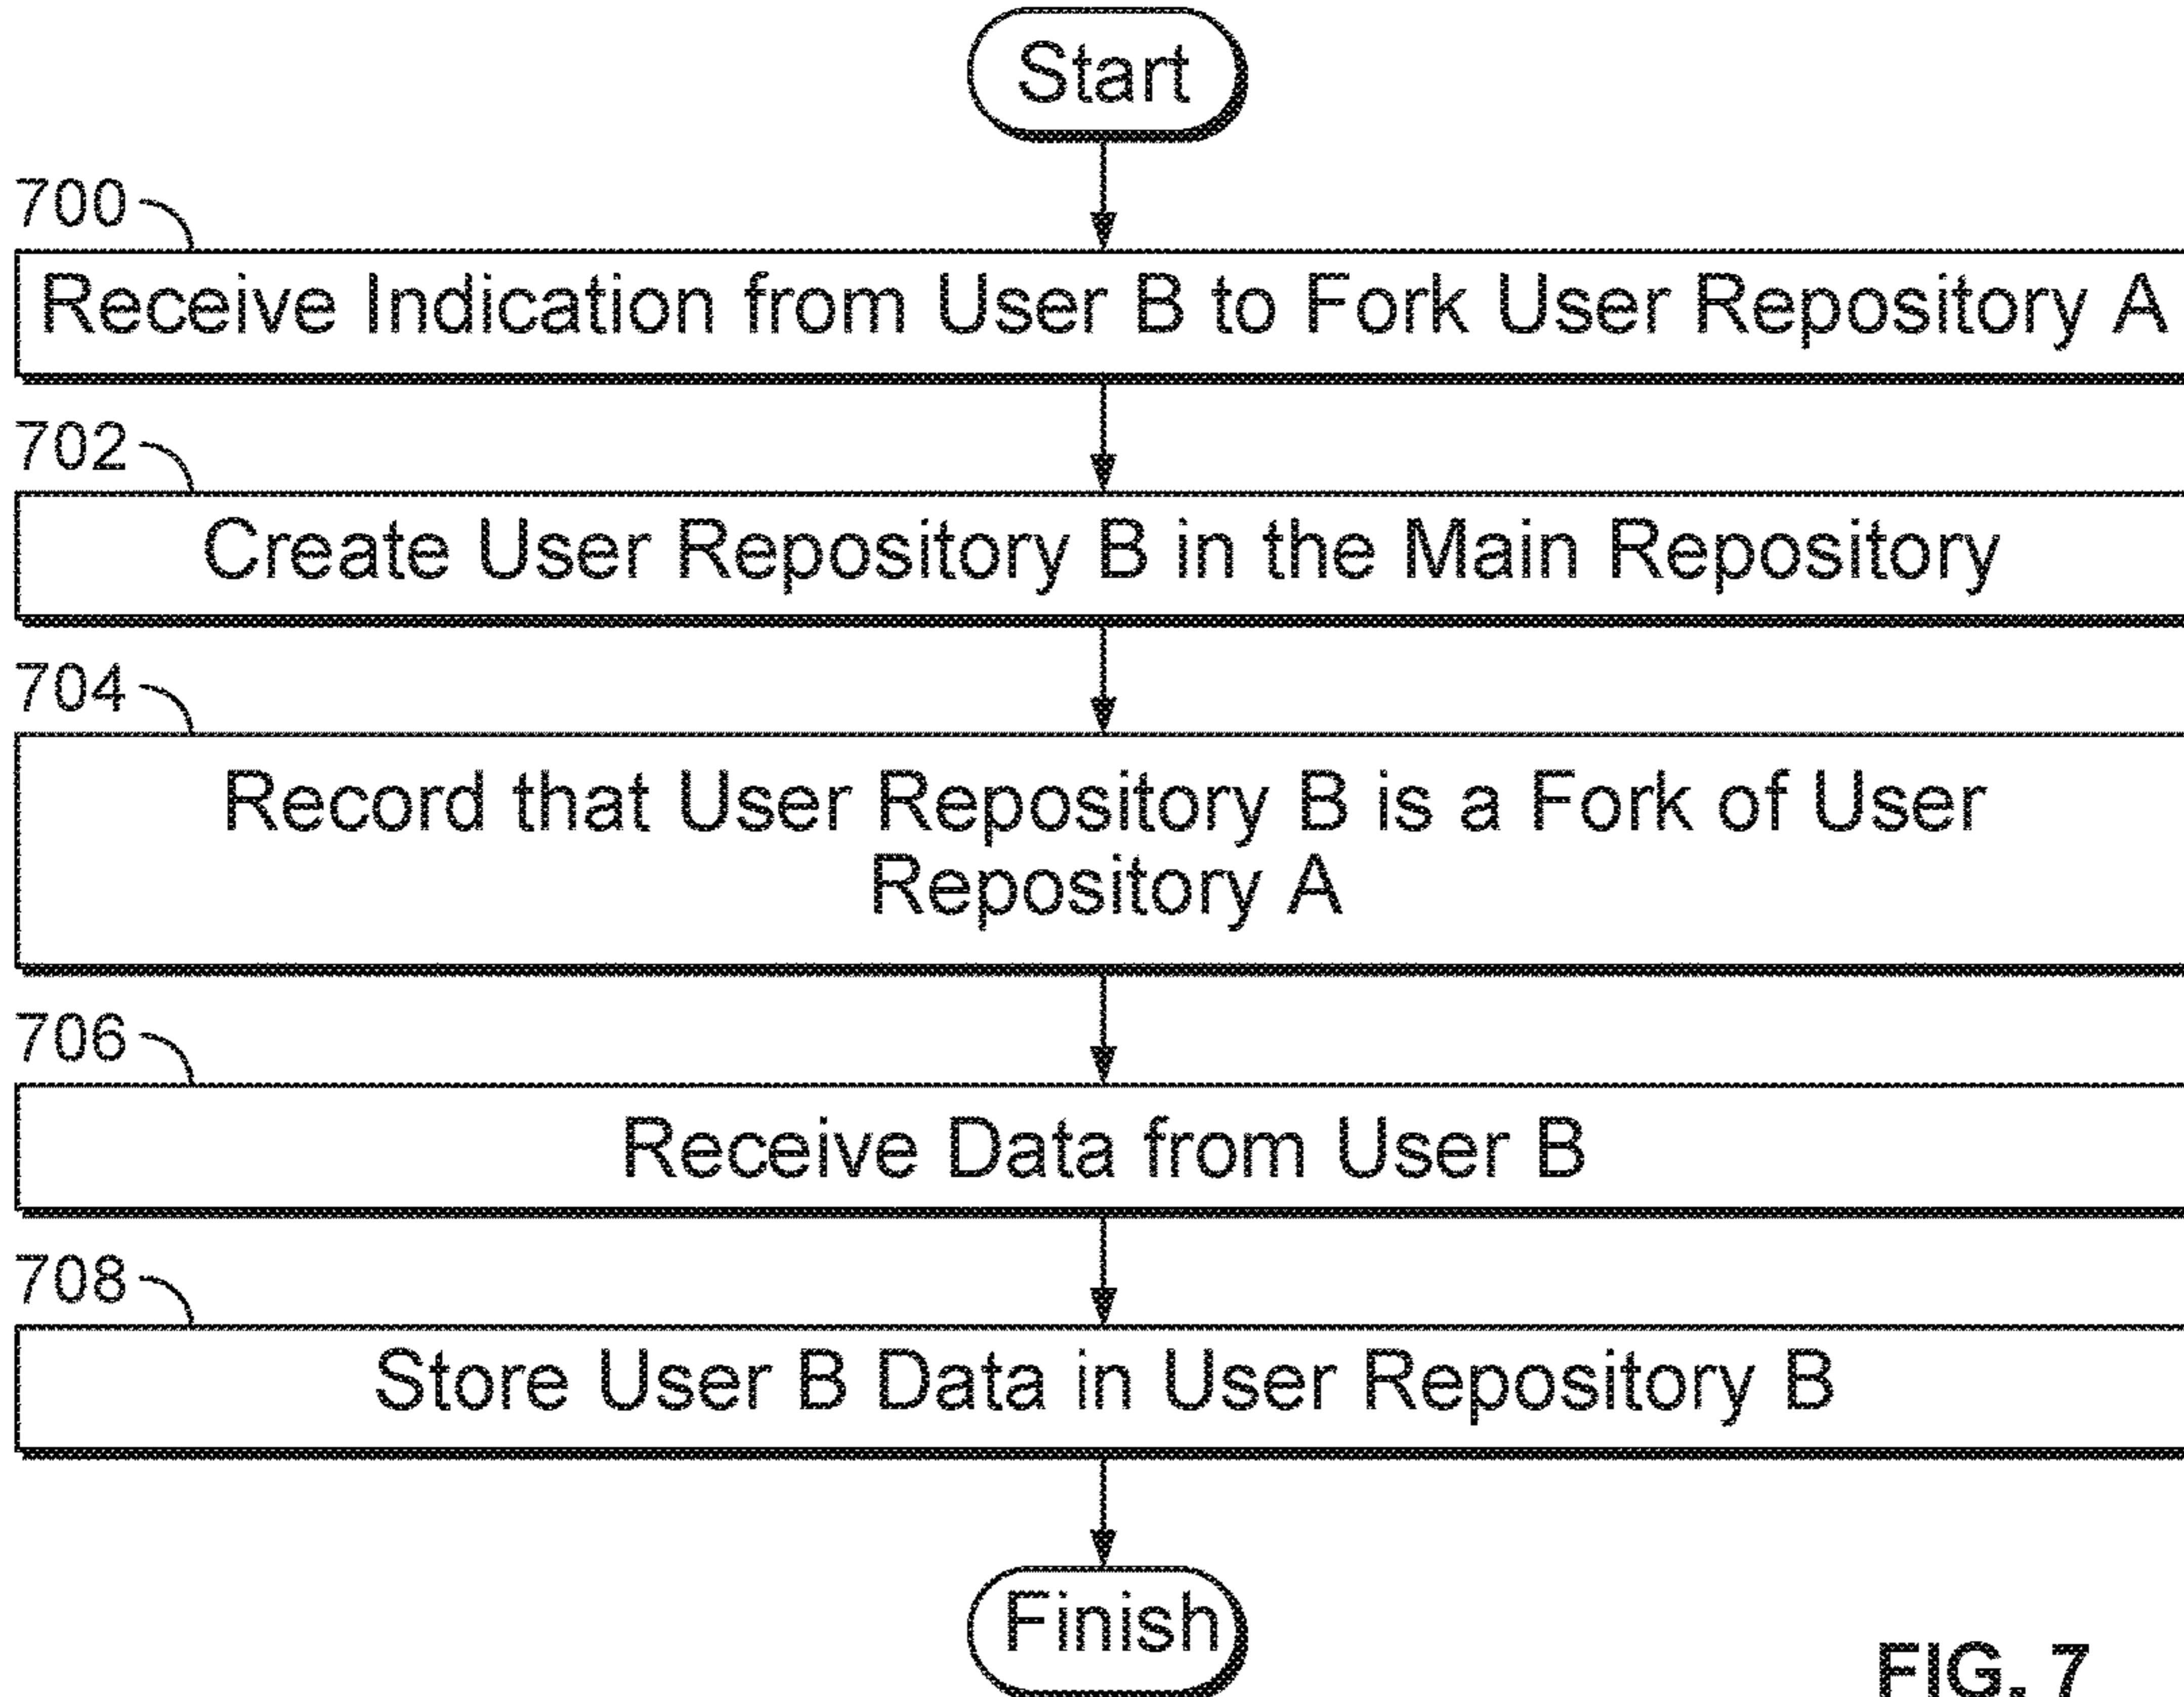 Start
700
Receive Indication from User B to Fork User Repository A
702
Create User Repository B in the Main Repository
704
Record that User Repository B is a Fork of User
Repository A
706
Receive Data from User B
708
Store User B Data in User Repository B
Finish
FIG. 7